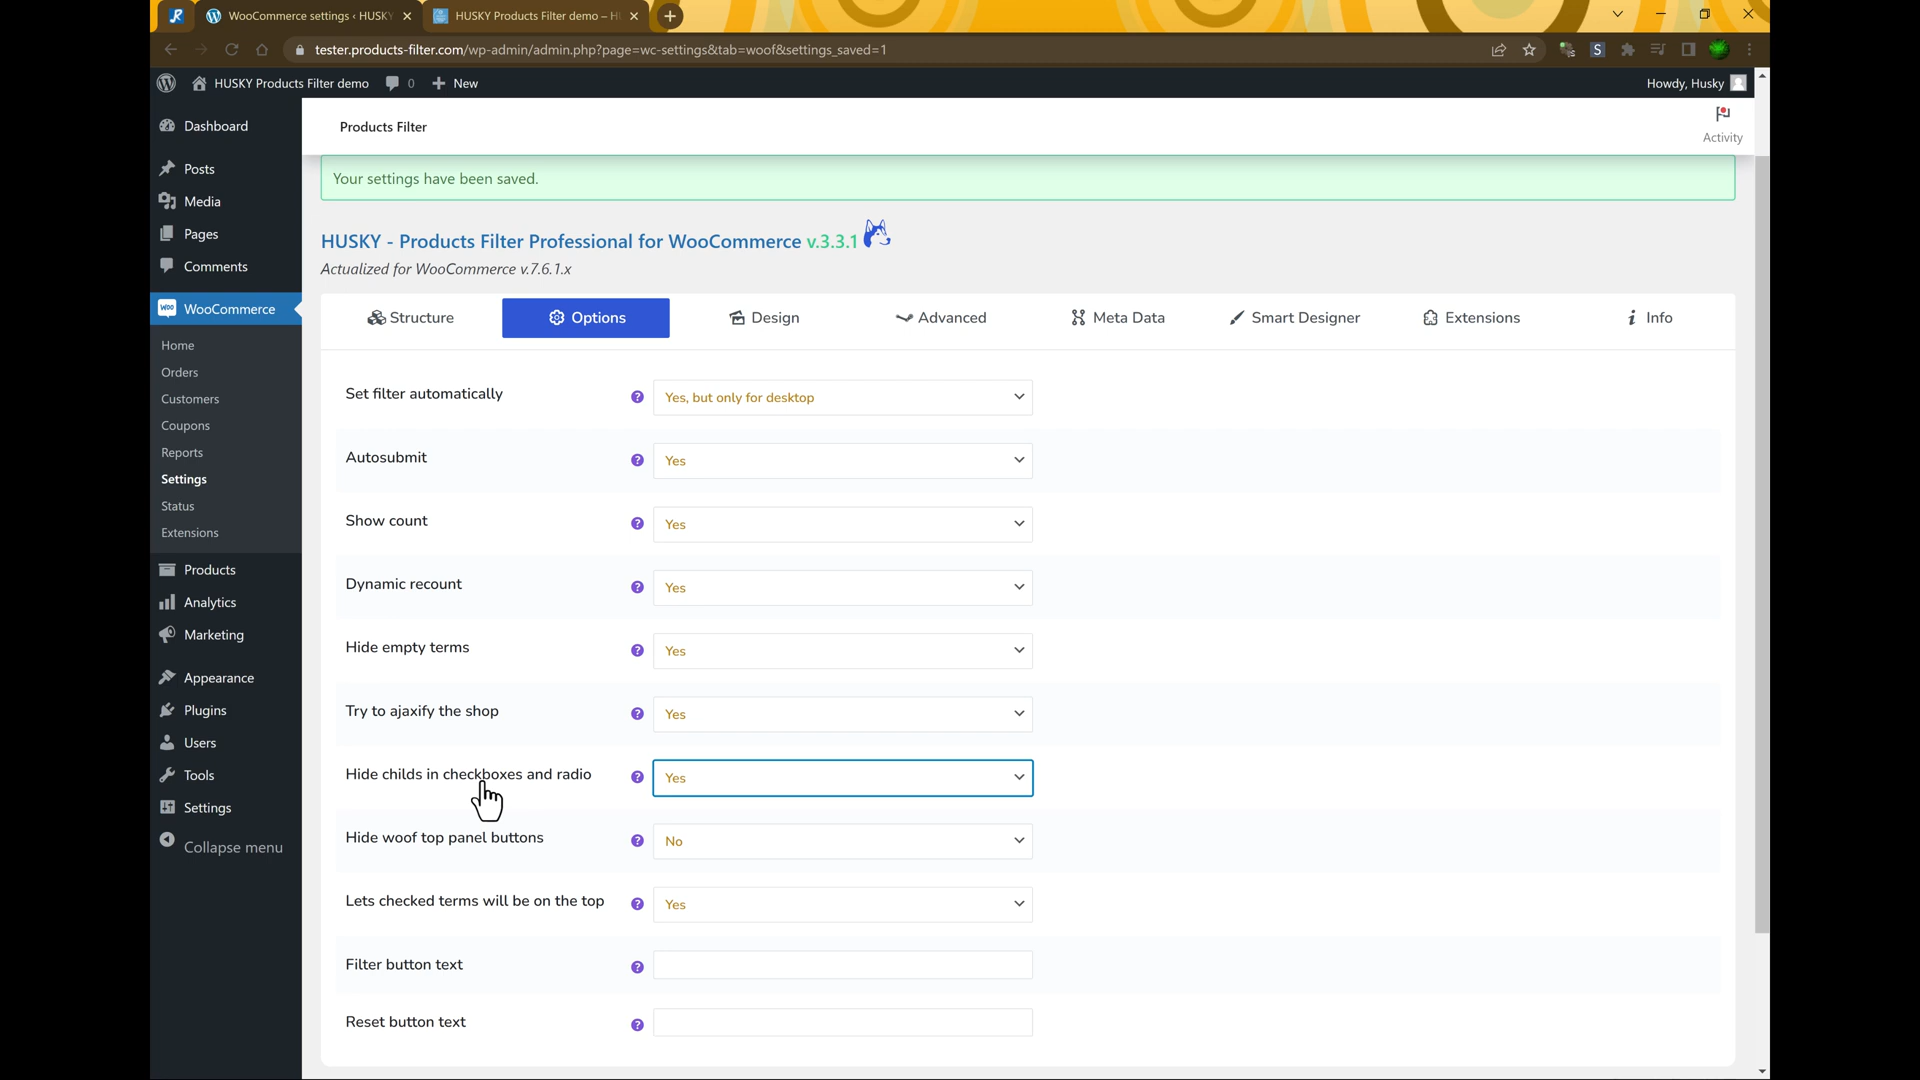 WooCommerce settings ‹ HUSKY
HUSKY Products Filter demo – H
tester.products-filter.com/wp-admin/admin.php?page=wc-settings&tab=woof&settings_saved=1
S
HUSKY Products Filter demo
0
New
Howdy, Husky
Dashboard
Posts
Media
Pages
Comments
WOO
WooCommerce
Home
Orders
Customers
Coupons
Reports
Settings
Status
Extensions
Products
Analytics
Marketing
Appearance
Plugins
Users
Tools
Settings
Collapse menu
Products Filter
Activity
Your settings have been saved.
HUSKY - Products Filter Professional for WooCommerce v.3.3.1
Actualized for WooCommerce v.7.6.1.x
Structure
Options
Design
Advanced
Meta Data
Smart Designer
Extensions
Info
Set filter automatically
? Yes, but only for desktop
Autosubmit
? Yes
Show count
? Yes
Dynamic recount
? Yes
Hide empty terms
? Yes
Try to ajaxify the shop
? Yes
Hide childs in checkboxes and radio
? Yes
Hide woof top panel buttons
? No
Lets checked terms will be on the top
? Yes
Filter button text
?
Reset button text
?